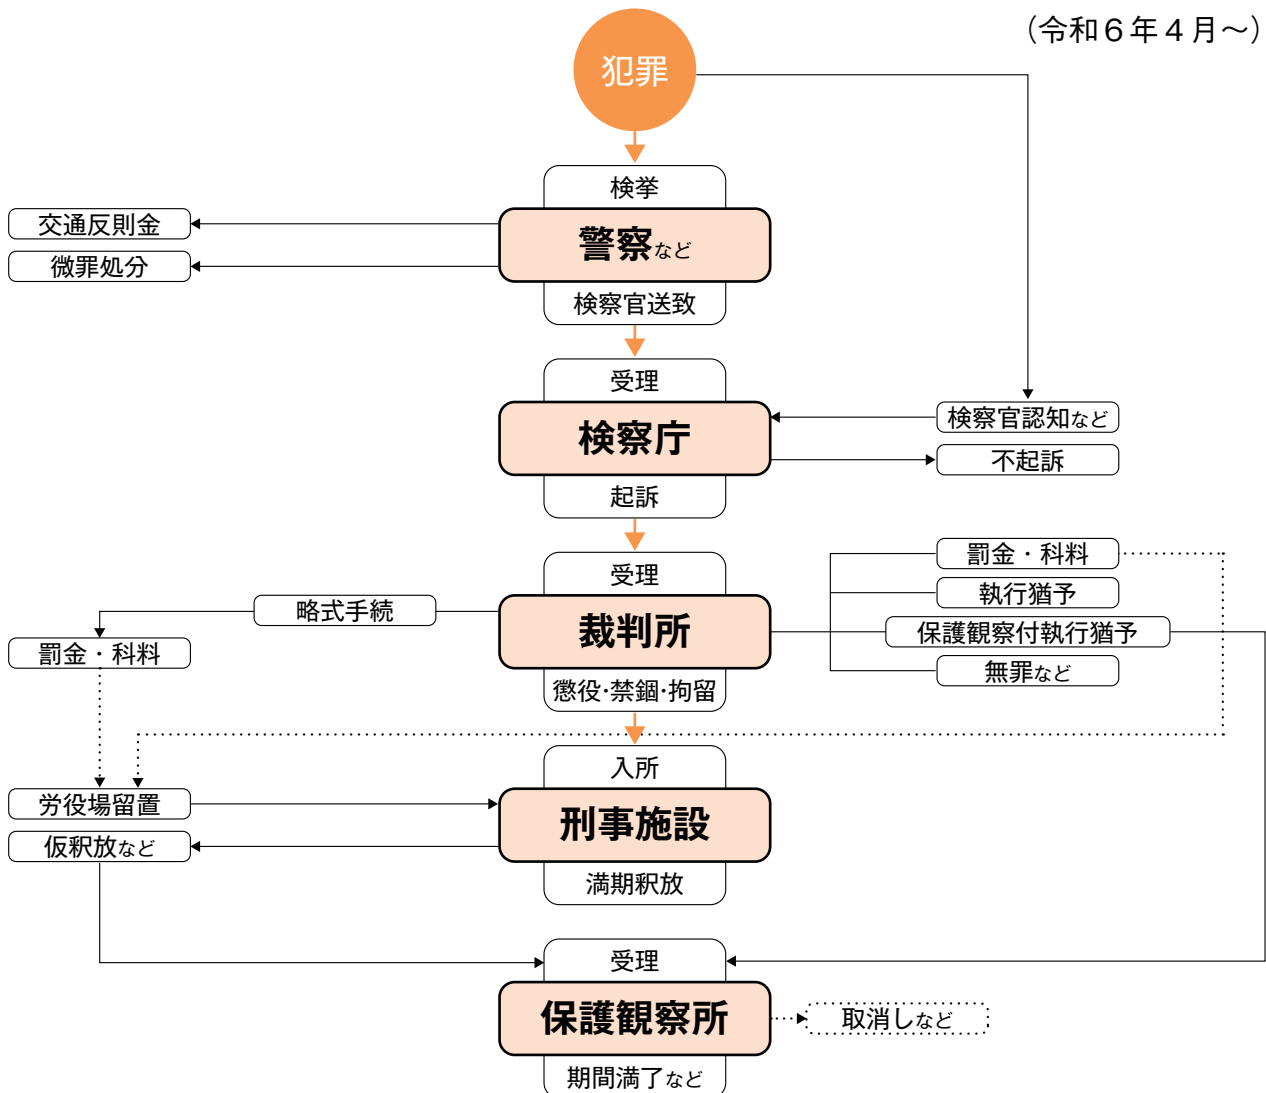 （令和６年４月～）
犯罪
検挙
警察など
検察官送致
交通反則金
微罪処分
受理
検察庁
起訴
検察官認知など
不起訴
受理
裁判所
懲役･禁錮･拘留
略式手続
罰金・科料
罰金・科料
執行猶予
保護観察付執行猶予
無罪など
入所
刑事施設
満期釈放
労役場留置
仮釈放など
受理
保護観察所
期間満了など
取消しなど